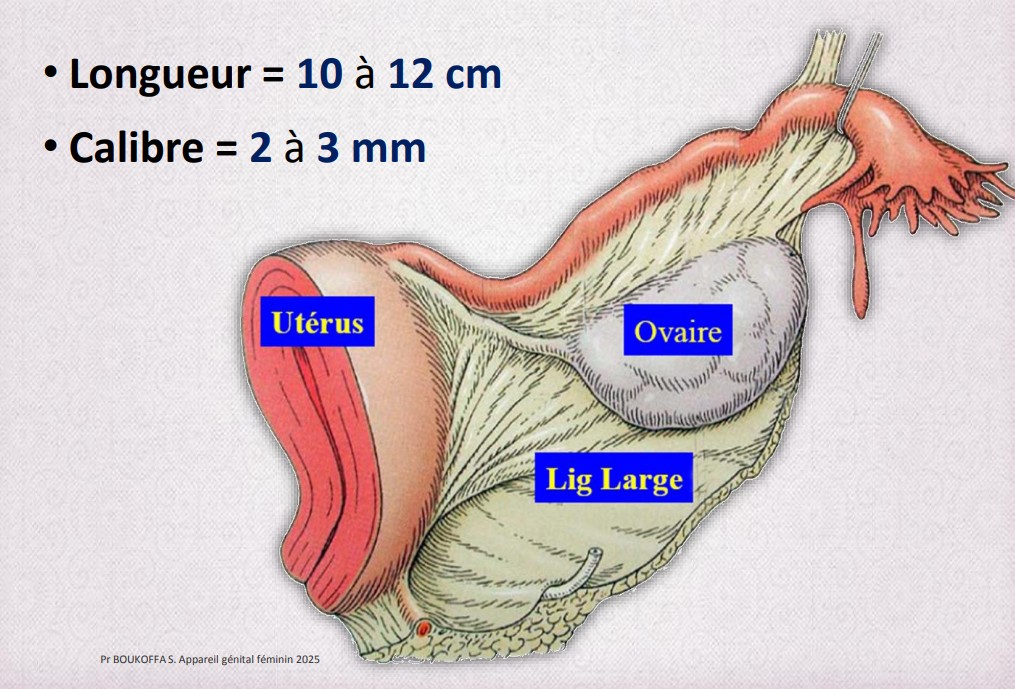 • Longueur = 10 à 12 cm
• Calibre = 2 à 3 mm
Utérus
Ovaire
Lig Large
Pr BOUKOFFA S. Appareil génital féminin 2025